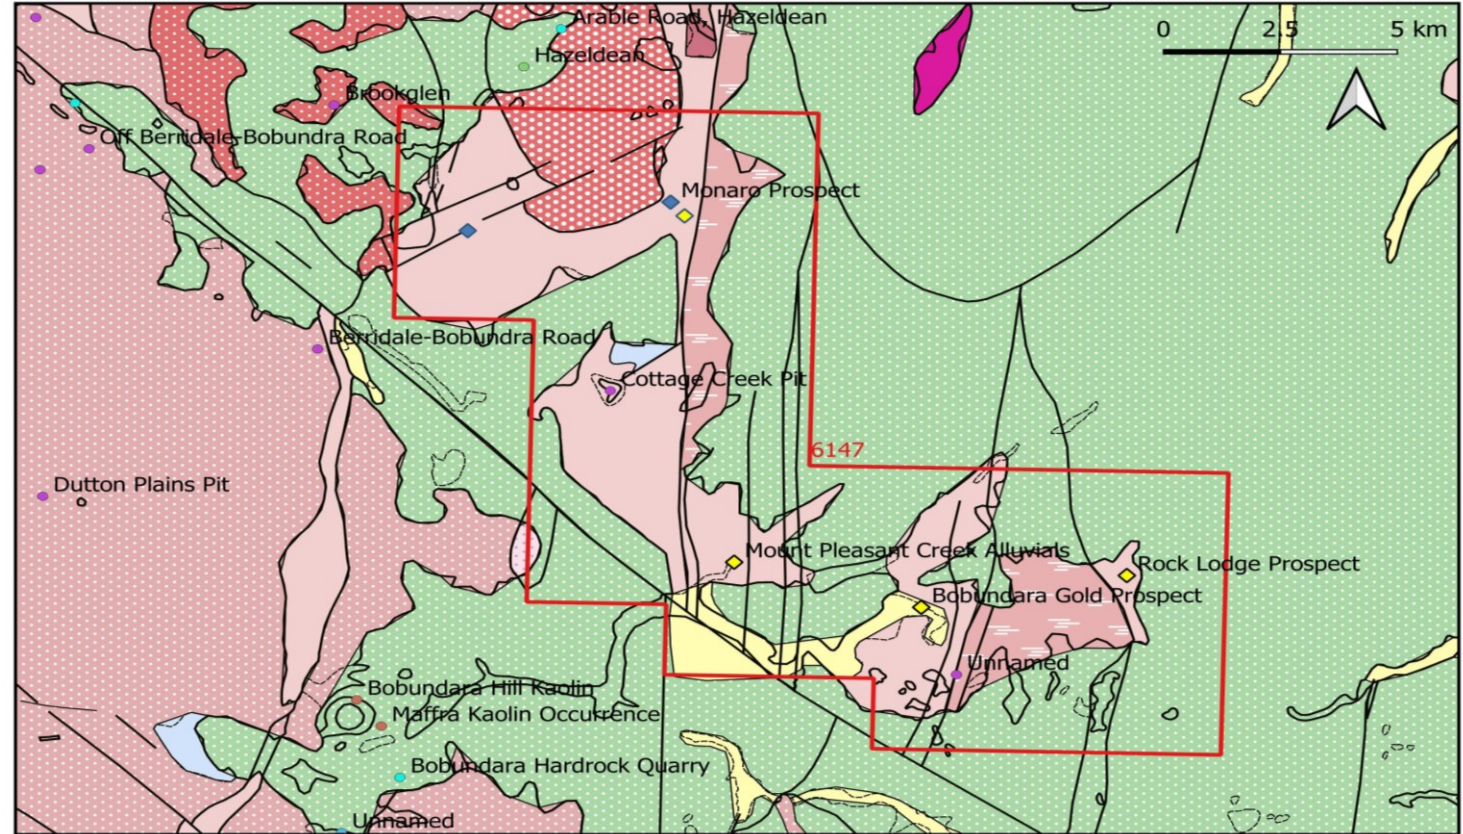 Arable Road, Hazeldean
0 2.5 5 km
Hazeldean
Brookglen
Off Berridale-Bobundra Road
Monaro Prospect
Berridale-Bobundra Road
Cottage Creek Pit
6147
Dutton Plains Pit
Mount Pleasant Creek Alluvials
Rock Lodge Prospect
Bobundara Gold Prospect
Unnamed
Bobundara Hill Kaolin
Maffra Kaolin Occurrence
Bobundara Hardrock Quarry
Unnamed